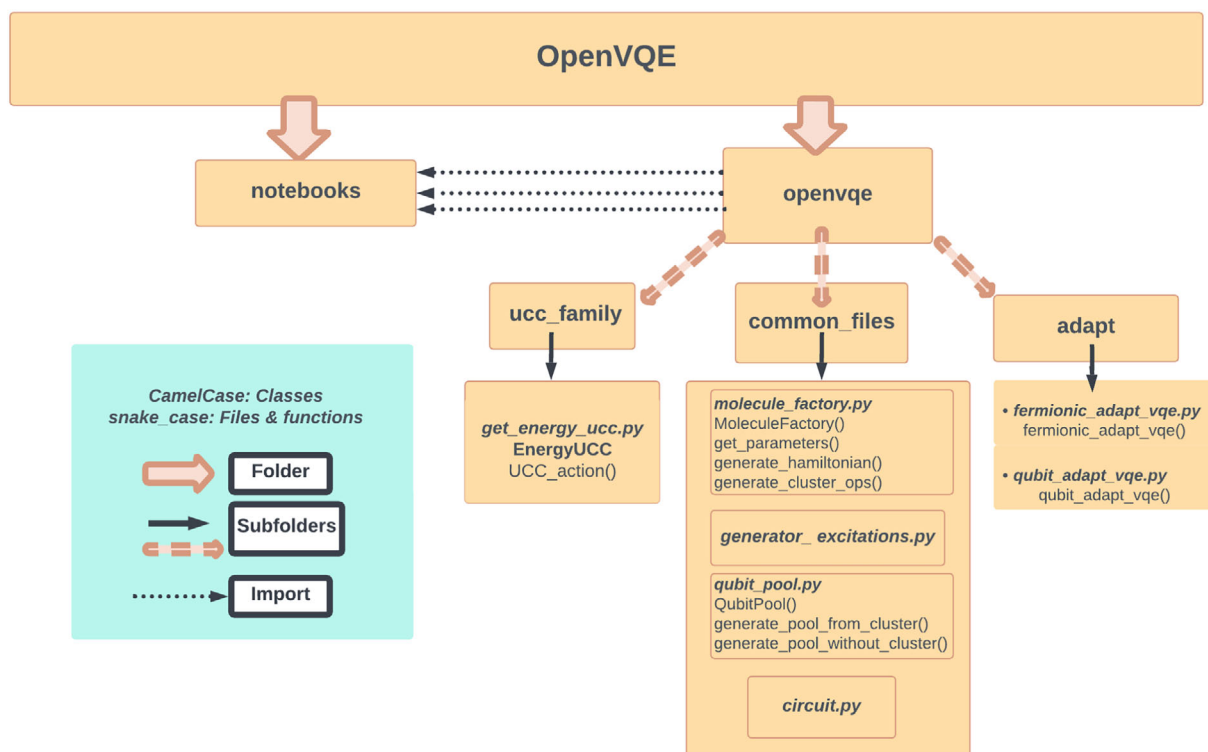 OpenVQE
notebooks
openvqe
ucc_family
common_files
adapt
get_energy_ucc.py
EnergyUCC
UCC_action()
molecule_factory.py
MoleculeFactory()
get_parameters()
generate_hamiltonian()
generate_cluster_ops()
generator_ excitations.py
qubit_pool.py
QubitPool()
generate_pool_from_cluster()
generate_pool_without_cluster()
circuit.py
• fermionic_adapt_vqe.py
fermionic_adapt_vqe()
• qubit_adapt_vqe.py
qubit_adapt_vqe()
CamelCase: Classes
snake_case: Files & functions
Folder
Subfolders
Import